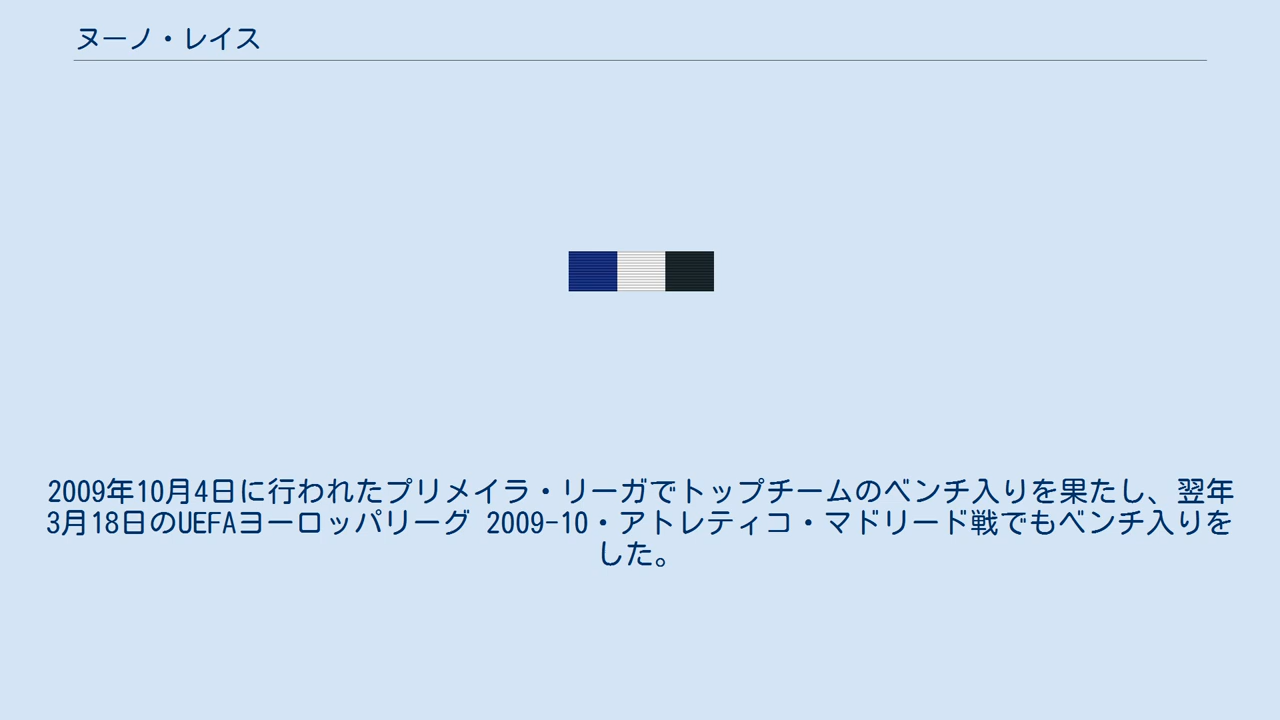 ヌーノ・レイス
2009年10月4日に行われたプリメイラ・リーガでトップチームのベンチ入りを果たし、翌年
3月18日のUEFAヨーロッパリーグ 2009-10・アトレティコ・マドリード戦でもベンチ入りを
した。